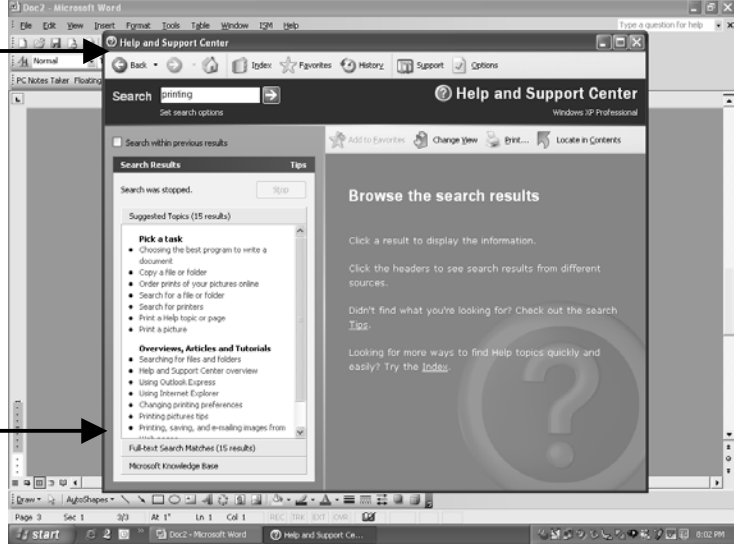 Doc2 - Microsoft Word
File Edit View Insert Format Tools Table Window ISM Help
Type a question for help
Normal
PC Notes Taker Floating
Help and Support Center
Back
Index Favorites History Support Options
Search printing
Set search options
Help and Support Center
Windows XP Professional
Search within previous results
Add to Favorites Change View Print... Locate in Contents
Search Results Tips
Search was stopped. Stop
Suggested Topics (15 results)
Pick a task
Choosing the best program to write a
document
Copy a file or folder
Order prints of your pictures online
Search for a file or folder
Search for printers
Print a Help topic or page
Print a picture
Overviews, Articles and Tutorials
Searching for files and folders
Help and Support Center overview
Using Outlook Express
Using Internet Explorer
Changing printing preferences
Printing pictures tips
Printing, saving, and e-mailing images from
Full-text Search Matches (15 results)
Microsoft Knowledge Base
Browse the search results
Click a result to display the information.
Click the headers to see search results from different
sources.
Didn't find what you're looking for? Check out the search
Tips.
Looking for more ways to find Help topics quickly and
easily? Try the Index.
Draw AutoShapes
Page 3 Sec 1 3/3 At 1" Ln 1 Col 1 REC TRK EXT OVR
start 2 Doc2 - Microsoft Word Help and Support Ce... 8:02 PM